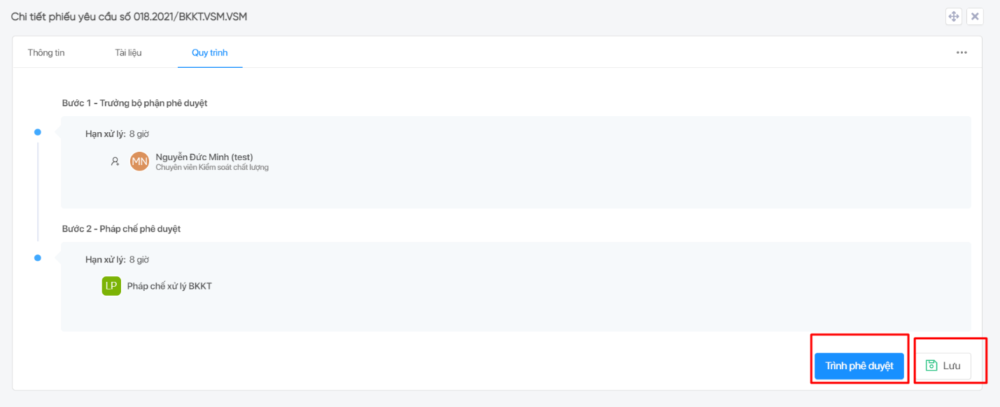 Chi tiết phiếu yêu cầu số 018.2021/BKKT.VSM.VSM
Thông tin Tài liệu Quy trình
Bước 1 - Trưởng bộ phận phê duyệt
Hạn xử lý: 8 giờ
MN Nguyễn Đức Minh (test)
Chuyên viên Kiểm soát chất lượng
Bước 2 - Pháp chế phê duyệt
Hạn xử lý: 8 giờ
LP Pháp chế xử lý BKKT
Trình phê duyệt Lưu